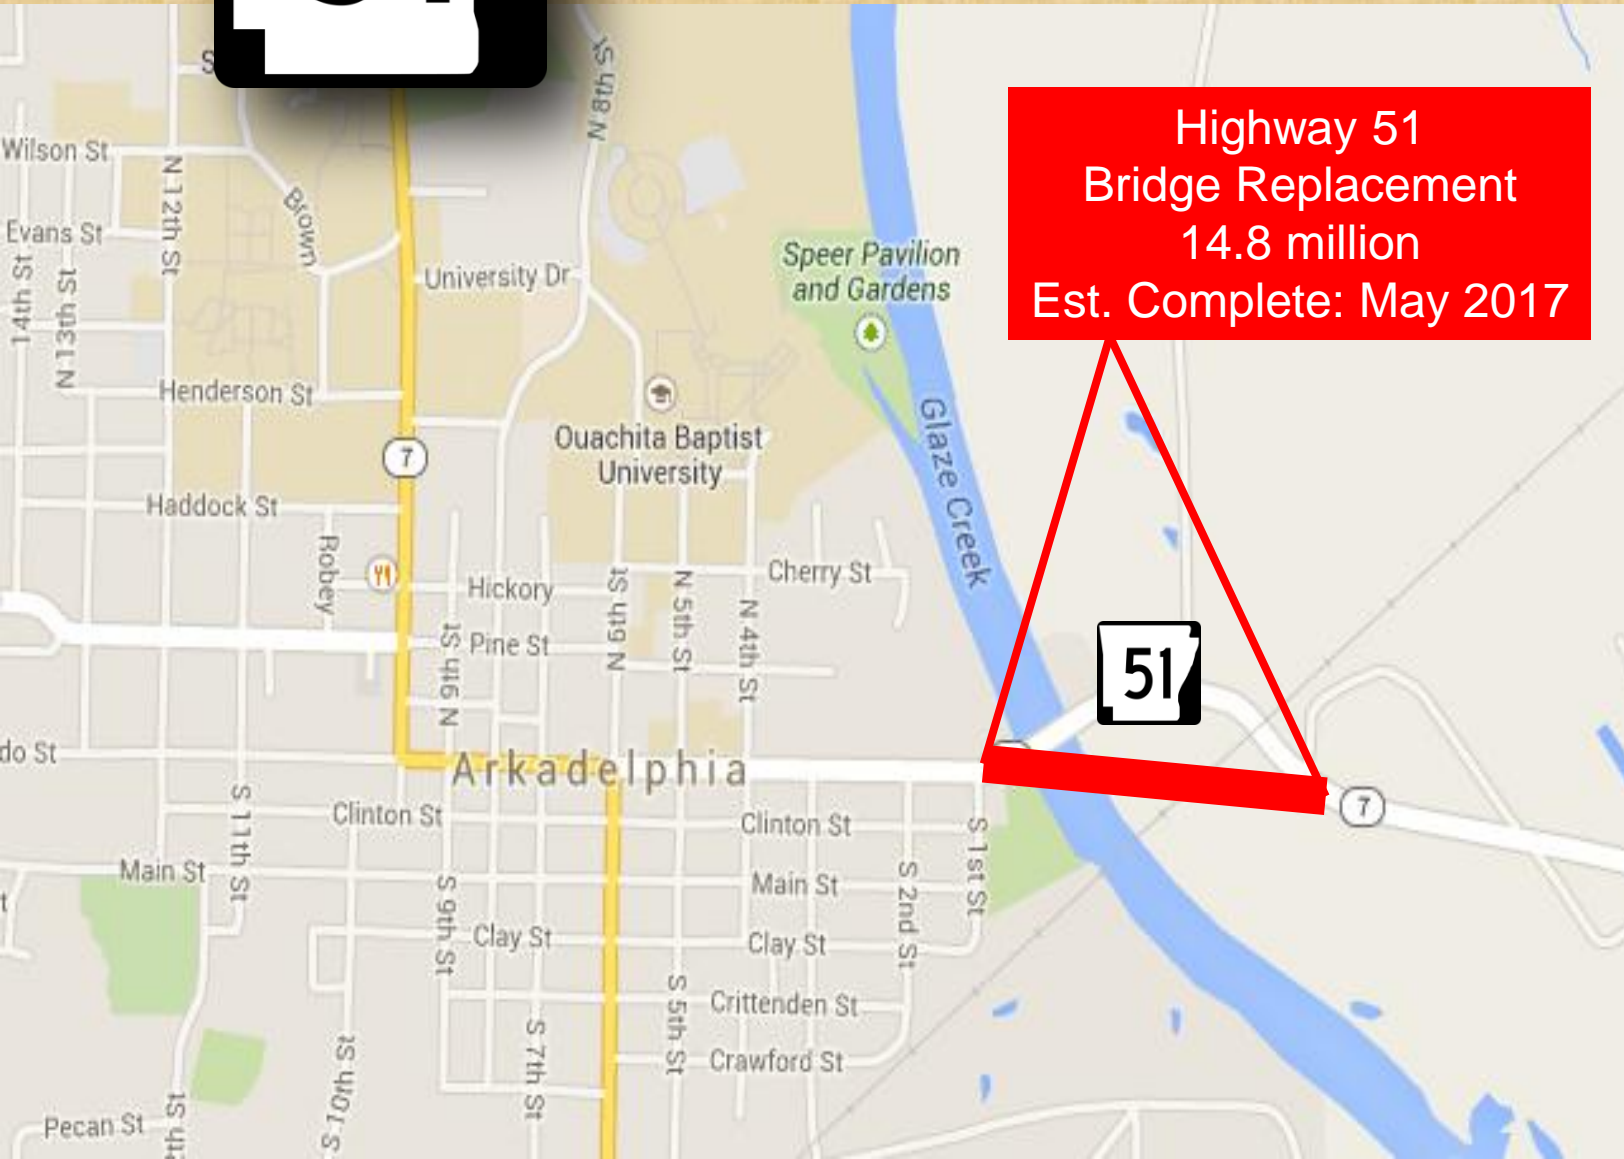 Highway 51
Bridge Replacement
14.8 million
Est. Complete: May 2017
N 8th St
Wilson St
N 12th St
Brown
Evans St
14th St
N 13th St
University Dr
Speer Pavilion
and Gardens
Henderson St
Glaze Creek
7
Ouachita Baptist
University
Haddock St
Robey
Hickory
Cherry St
N 6th St
N 5th St
N 4th St
N 9th St
Pine St
51
do St
Arkadelphia
7
S 11th St
Clinton St
Clinton St
S 1st St
Main St
Main St
S 2nd St
S 9th St
Clay St
Clay St
S 5th St
Crittenden St
S 7th St
S 10th St
Crawford St
Pecan St
th St